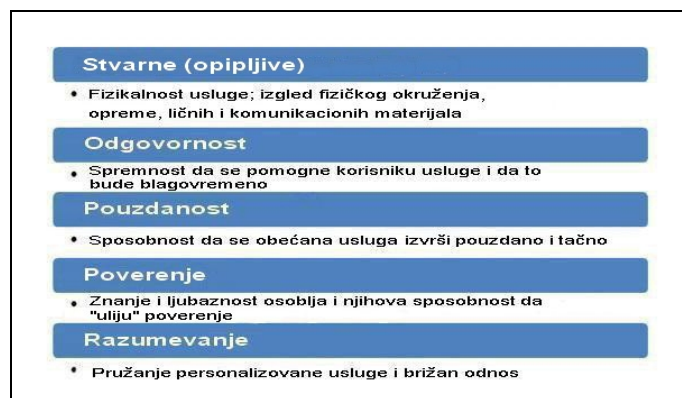 Stvarne (opipljive)
• Fizikalnost usluge; izgled fizičkog okruženja,
opreme, ličnih i komunikacionih materijala
Odgovornost
• Spremnost da se pomogne korisniku usluge i da to
bude blagovremeno
Pouzdanost
• Sposobnost da se obećana usluga izvrši pouzdano i tačno
Poverenje
• Znanje i ljubaznost osoblja i njihova sposobnost da
"uliju" poverenje
Razumevanje
• Pružanje personalizovane usluge i brižan odnos